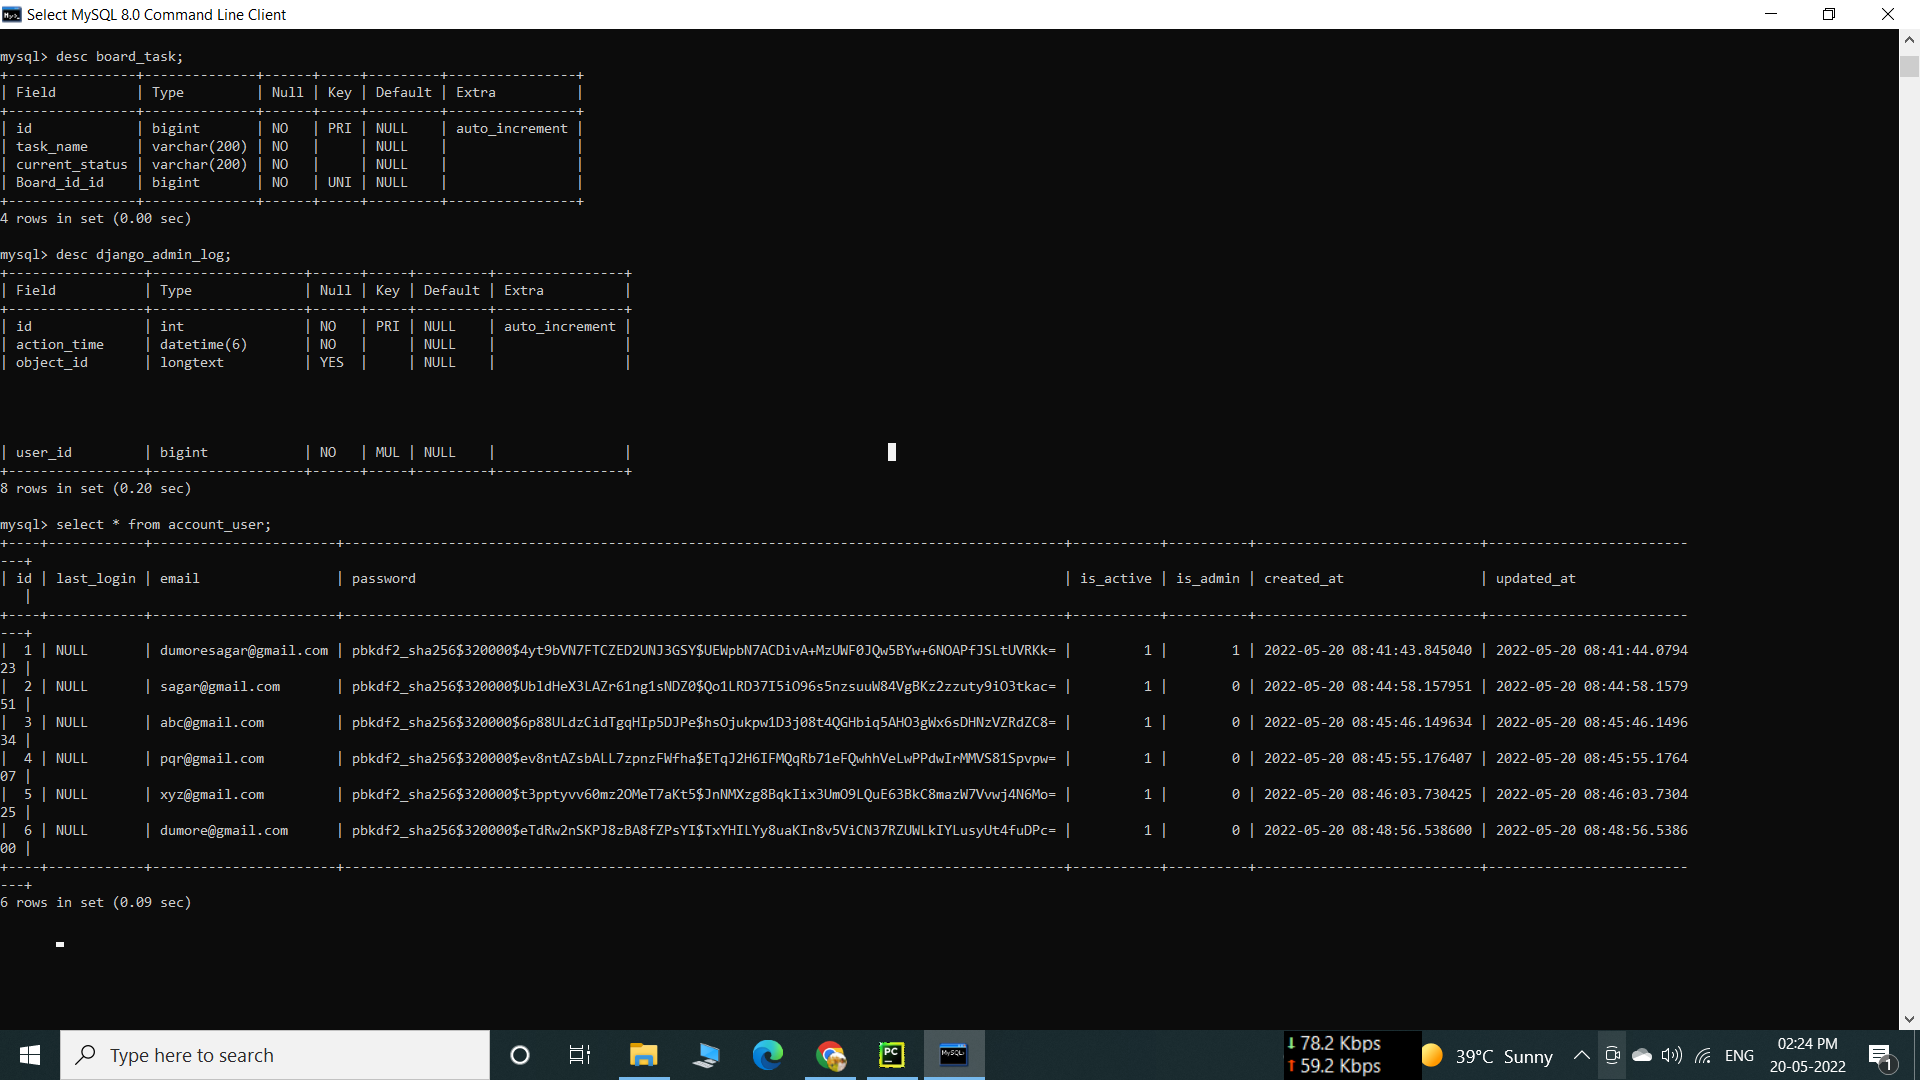 Select MySQL 8.0 Command Line Client
mysql> desc board_task;
+----------------+--------------+------+-----+---------+----------------+
| Field          | Type         | Null | Key | Default | Extra          |
+----------------+--------------+------+-----+---------+----------------+
| id             | bigint       | NO   | PRI | NULL    | auto_increment |
| task_name      | varchar(200) | NO   |     | NULL    |                |
| current_status | varchar(200) | NO   |     | NULL    |                |
| Board_id_id    | bigint       | NO   | UNI | NULL    |                |
+----------------+--------------+------+-----+---------+----------------+
4 rows in set (0.00 sec)
mysql> desc django_admin_log;
+-----------------+-------------------+------+-----+---------+----------------+
| Field           | Type              | Null | Key | Default | Extra          |
+-----------------+-------------------+------+-----+---------+----------------+
| id              | int               | NO   | PRI | NULL    | auto_increment |
| action_time     | datetime(6)       | NO   |     | NULL    |                |
| object_id       | longtext          | YES  |     | NULL    |                |
| user_id         | bigint            | NO   | MUL | NULL    |                |
+-----------------+-------------------+------+-----+---------+----------------+
8 rows in set (0.20 sec)
mysql> select * from account_user;
+----+------------+-----------------------+------------------------------------------------------------------------------------------+-----------+----------+----------------------------+-------------------------
---+
| id | last_login | email                 | password                                                                                 | is_active | is_admin | created_at                 | updated_at
   |
+----+------------+-----------------------+------------------------------------------------------------------------------------------+-----------+----------+----------------------------+-------------------------
---+
|  1 | NULL       | dumoresagar@gmail.com | pbkdf2_sha256$320000$4yt9bVN7FTCZED2UNJ3GSY$UEWpbN7ACDivA+MzUWF0JQw5BYw+6NOAPfJSLtUVRKk= |         1 |        1 | 2022-05-20 08:41:43.845040 | 2022-05-20 08:41:44.0794
23 |
|  2 | NULL       | sagar@gmail.com       | pbkdf2_sha256$320000$UbldHeX3LAZr61ng1sNDZ0$Qo1LRD37I5iO96s5nzsuuW84VgBKz2zzuty9iO3tkac= |         1 |        0 | 2022-05-20 08:44:58.157951 | 2022-05-20 08:44:58.1579
51 |
|  3 | NULL       | abc@gmail.com         | pbkdf2_sha256$320000$6p88ULdzCidTgqHIp5DJPe$hsOjukpw1D3j08t4QGHbiq5AHO3gWx6sDHNzVZRdZC8= |         1 |        0 | 2022-05-20 08:45:46.149634 | 2022-05-20 08:45:46.1496
34 |
|  4 | NULL       | pqr@gmail.com         | pbkdf2_sha256$320000$ev8ntAZsbALL7zpnzFWfha$ETqJ2H6IFMQqRb71eFQwhhVeLwPPdwIrMMVS81Spvpw= |         1 |        0 | 2022-05-20 08:45:55.176407 | 2022-05-20 08:45:55.1764
07 |
|  5 | NULL       | xyz@gmail.com         | pbkdf2_sha256$320000$t3pptyvv60mz2OMeT7aKt5$JnNMXzg8BqkIix3UmO9LQuE63BkC8mazW7Vvwj4N6Mo= |         1 |        0 | 2022-05-20 08:46:03.730425 | 2022-05-20 08:46:03.7304
25 |
|  6 | NULL       | dumore@gmail.com      | pbkdf2_sha256$320000$eTdRw2nSKPJ8zBA8fZPsYI$TxYHILYy8uaKIn8v5ViCN37RZUWLkIYLusyUt4fuDPc= |         1 |        0 | 2022-05-20 08:48:56.538600 | 2022-05-20 08:48:56.5386
00 |
+----+------------+-----------------------+------------------------------------------------------------------------------------------+-----------+----------+----------------------------+-------------------------
---+
6 rows in set (0.09 sec)
Type here to search
PC
MySQL
78.2 Kbps
59.2 Kbps
39°C Sunny
ENG
02:24 PM
20-05-2022
1